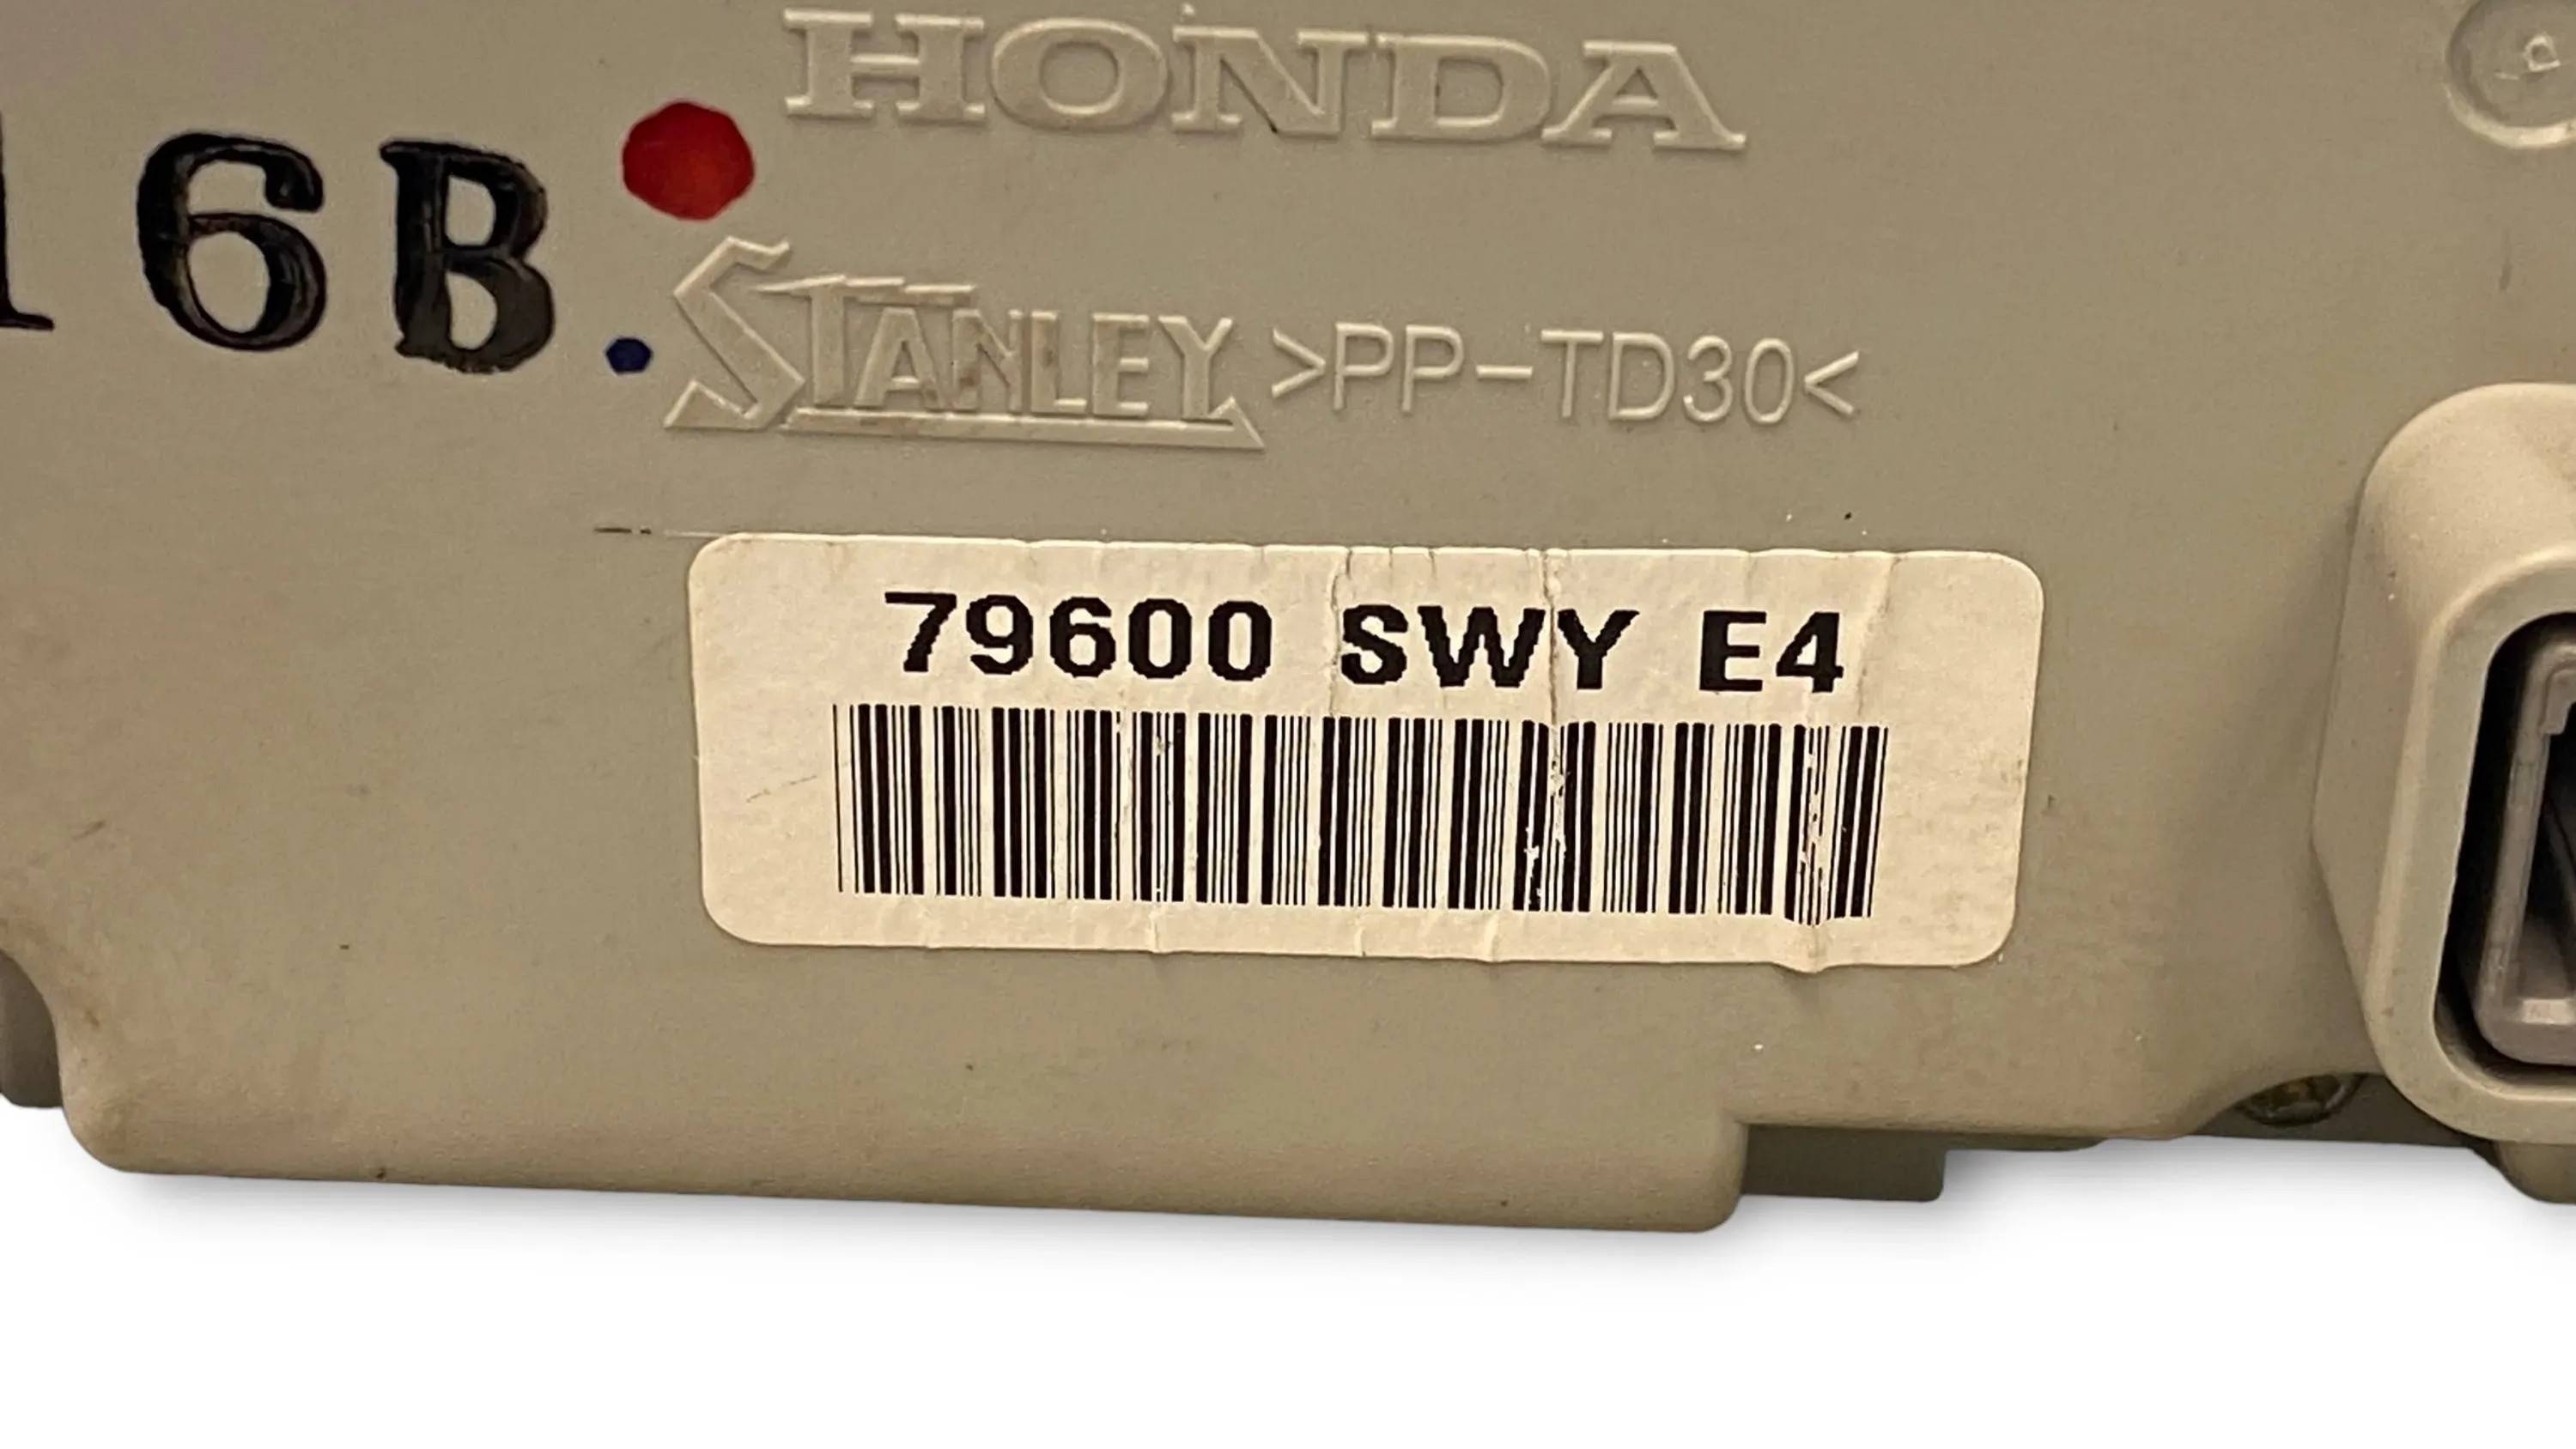 HONDA
16B.
STANLEY >PP-TD30<
79600 SWY E4